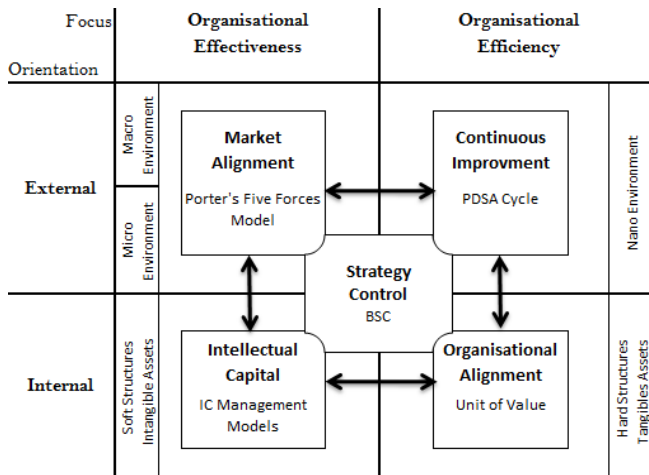 Focus
Organisational
Effectiveness
Organisational
Efficiency
Orientation
External
Macro
Environment
Micro
Environment
Market
Alignment
Porter's Five Forces
Model
Continuous
Improvment
PDSA Cycle
Nano Environment
Strategy
Control
BSC
Internal
Soft Structures
Intangible Assets
Intellectual
Capital
IC Management
Models
Organisational
Alignment
Unit of Value
Hard Structures
Tangibles Assets